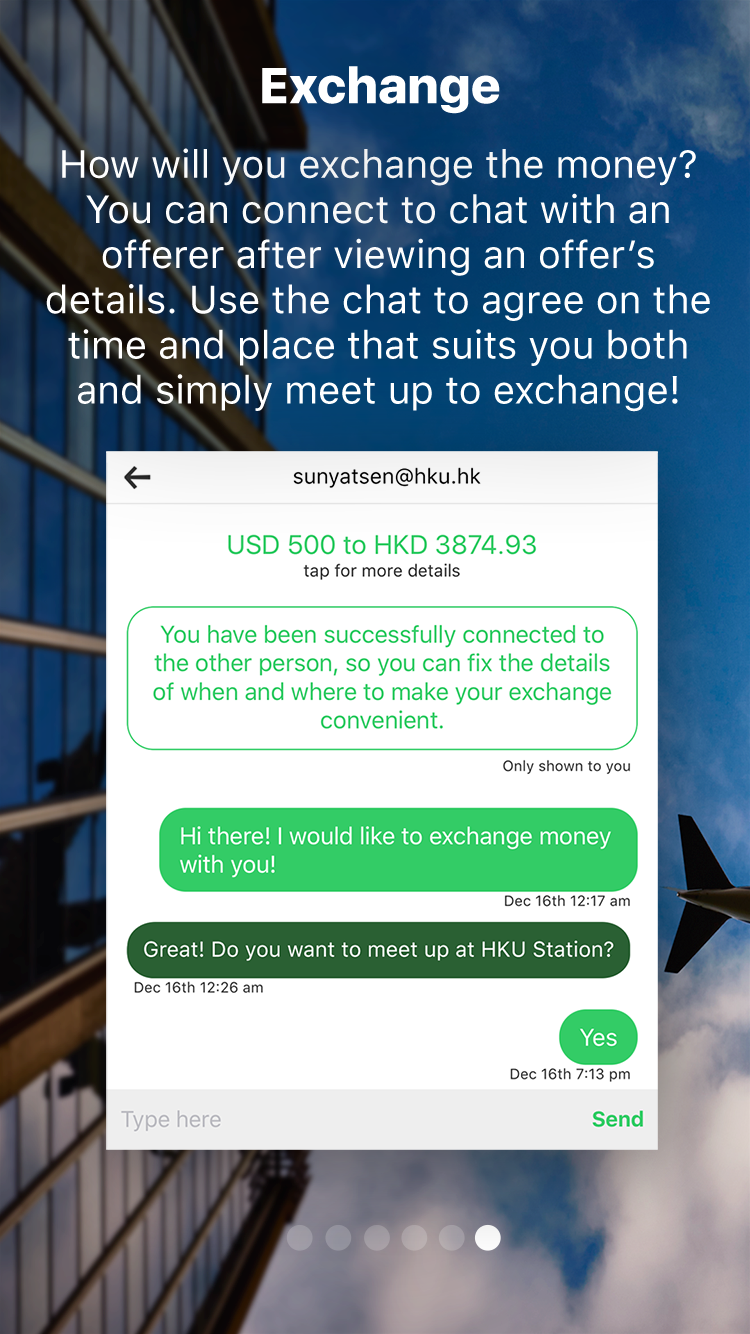 Exchange
How will you exchange the money?
You can connect to chat with an
offerer after viewing an offer’s
details. Use the chat to agree on the
time and place that suits you both
and simply meet up to exchange!
sunyatsen@hku.hk
USD 500 to HKD 3874.93
tap for more details
You have been successfully connected to
the other person, so you can fix the details
of when and where to make your exchange
convenient.
Only shown to you
Hi there! I would like to exchange money
with you!
Dec 16th 12:17 am
Great! Do you want to meet up at HKU Station?
Dec 16th 12:26 am
Yes
Dec 16th 7:13 pm
Type here
Send